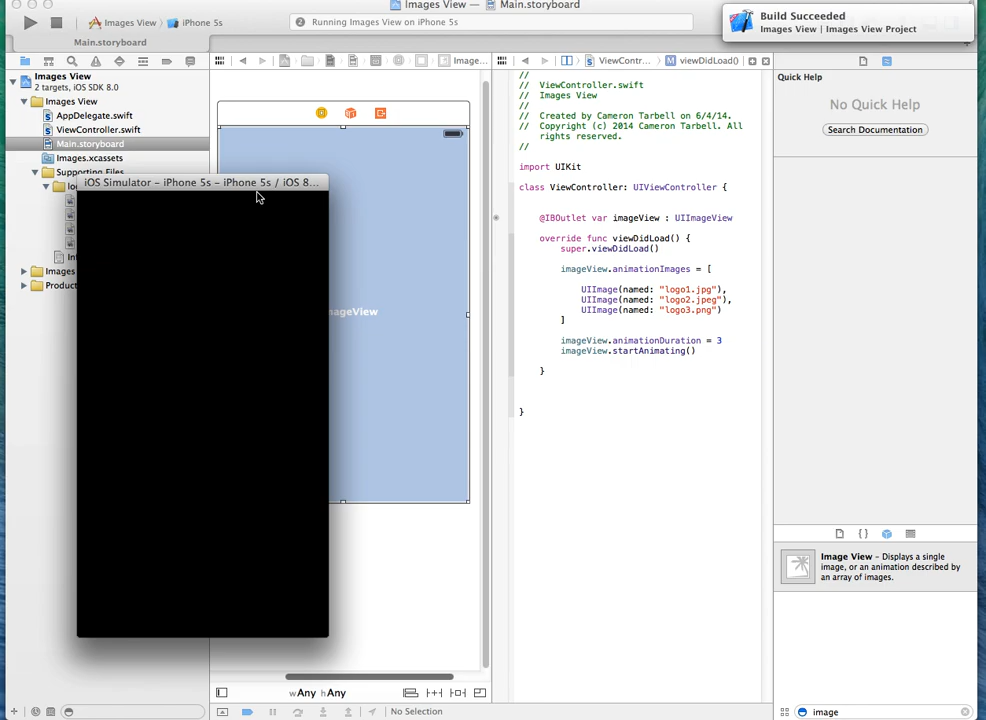 Images View — Main.storyboard
Images View iPhone 5s
Running Images View on iPhone 5s
Build Succeeded
Images View | Images View Project
Main.storyboard
Image...
ViewContr...
viewDidLoad()
Images View
2 targets, iOS SDK 8.0
Images View
AppDelegate.swift
ViewController.swift
Main.storyboard
Images.xcassets
Supporting Files
Images
Product
iOS Simulator - iPhone 5s - iPhone 5s / iOS 8...
ageView
//
// ViewController.swift
// Images View
//
// Created by Cameron Tarbell on 6/4/14.
// Copyright (c) 2014 Cameron Tarbell. All
rights reserved.
//
import UIKit
class ViewController: UIViewController {
@IBOutlet var imageView : UIImageView
override func viewDidLoad() {
super.viewDidLoad()
imageView.animationImages = [
UIImage(named: "logo1.jpg"),
UIImage(named: "logo2.jpeg"),
UIImage(named: "logo3.png")
]
imageView.animationDuration = 3
imageView.startAnimating()
}
}
Quick Help
No Quick Help
Search Documentation
{ }
Image View - Displays a single
image, or an animation described by
an array of images.
wAny hAny
No Selection
image